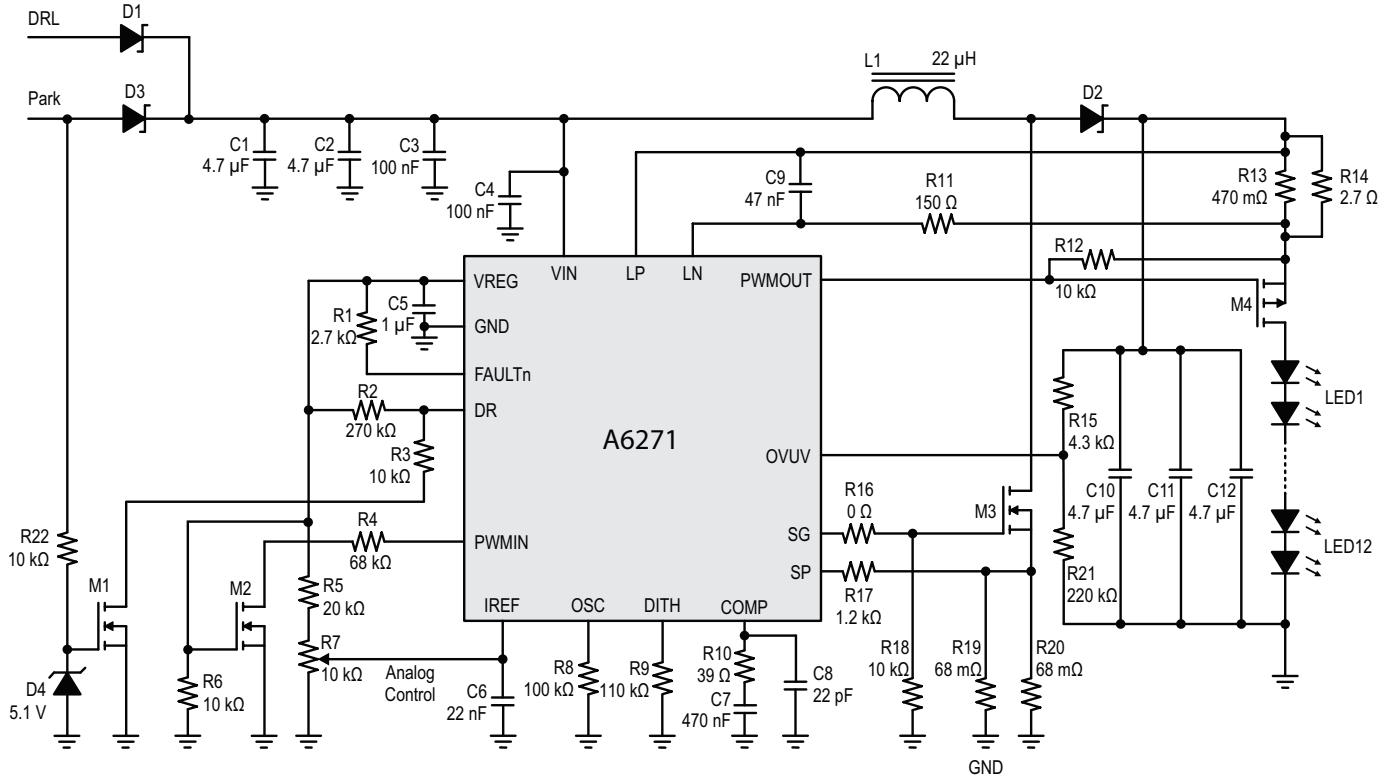 DRL
D1
Park
D3
L1
22 µH
D2
C1
4.7 µF
C2
4.7 µF
C3
100 nF
C4
100 nF
C9
47 nF
R11
150 Ω
R13
470 mΩ
R14
2.7 Ω
R12
10 kΩ
M4
VREG
VIN
LP
LN
PWMOUT
R1
2.7 kΩ
C5
1 µF
GND
FAULTn
R2
270 kΩ
DR
R3
10 kΩ
A6271
OVUV
R15
4.3 kΩ
LED1
C10
4.7 µF
C11
4.7 µF
C12
4.7 µF
R22
10 kΩ
R4
68 kΩ
PWMIN
SG
SP
R16
0 Ω
M3
R17
1.2 kΩ
R21
220 kΩ
LED12
M1
M2
R5
20 kΩ
IREF
OSC
DITH
COMP
D4
5.1 V
R6
10 kΩ
R7
10 kΩ
Analog
Control
C6
22 nF
R8
100 kΩ
R9
110 kΩ
R10
39 Ω
C7
470 nF
C8
22 pF
R18
10 kΩ
R19
68 mΩ
R20
68 mΩ
GND